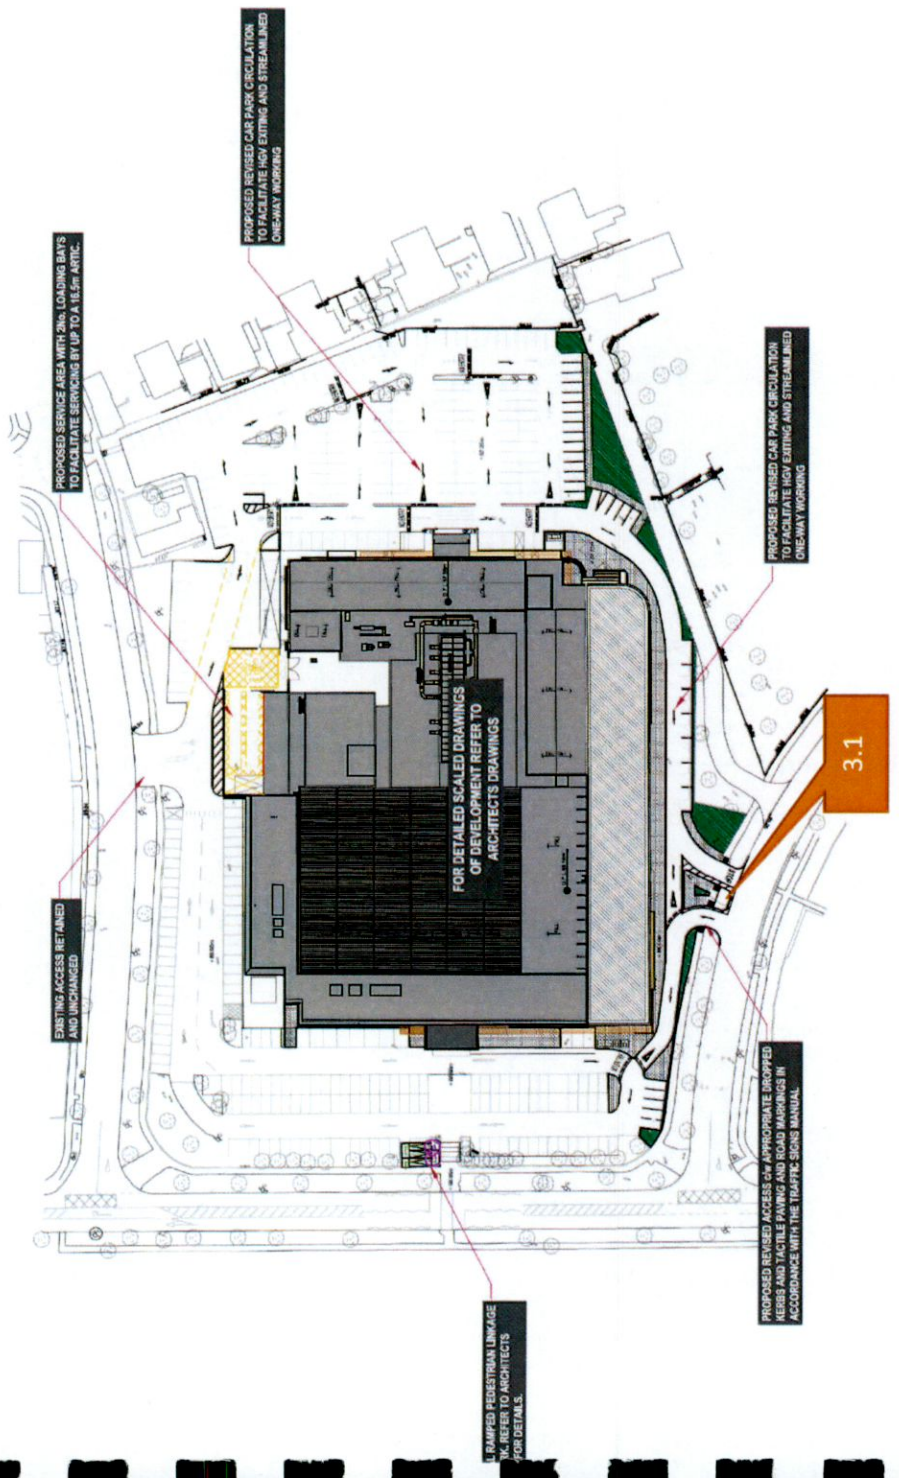 PROPOSED REVISED CAR PARK CIRCULATION
TO FACILITATE HGV EXITING AND STREAMLINED
ONE-WAY WORKING
PROPOSED SERVICE AREA WITH 2No. LOADING BAYS
TO FACILITATE SERVICING BY UP TO A 16.5m ARTIC.
EXISTING ACCESS RETAINED
AND UNCHANGED
FOR DETAILED SCALED DRAWINGS
OF DEVELOPMENT REFER TO
ARCHITECTS DRAWINGS
PROPOSED REVISED CAR PARK CIRCULATION
TO FACILITATE HGV EXITING AND STREAMLINED
ONE-WAY WORKING
3.1
PROPOSED REVISED ACCESS c/w APPROPRIATE DROPPED
KERBS AND TACTILE PAVING AND ROAD MARKINGS IN
ACCORDANCE WITH THE TRAFFIC SIGNS MANUAL
RAMPED PEDESTRIAN LINKAGE
REFER TO ARCHITECTS
FOR DETAILS.